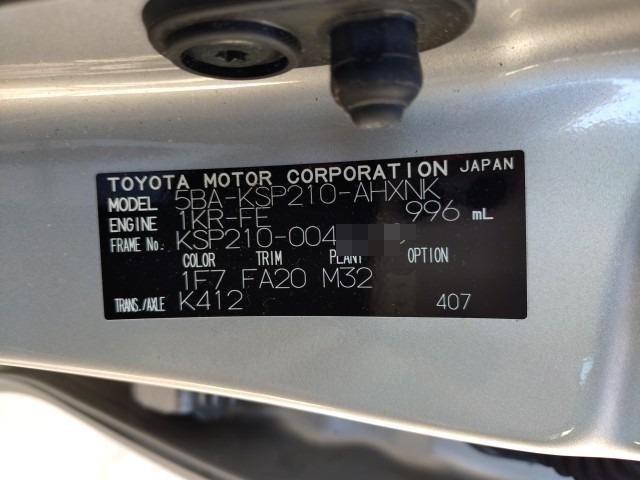 TOYOTA MOTOR CORPORATION JAPAN
MODEL 5BA-KSP210-AHXNK
ENGINE 1KR-FE 996 mL
FRAME No. KSP210-004
COLOR TRIM PLANT OPTION
1F7 FA20 M32
TRANS./AXLE K412 407